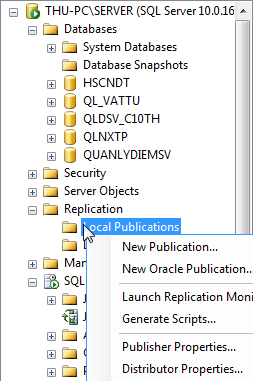 THU-PC\SERVER (SQL Server 10.0.16
Databases
System Databases
Database Snapshots
HSCNDT
QL_VATTU
QLDSV_C10TH
QLNXTP
QUANLYDIEMSV
Security
Server Objects
Replication
Local Publications
New Publication...
New Oracle Publication...
Launch Replication Moni
Generate Scripts...
Publisher Properties...
Distributor Properties...
L
Man
SQL
J
J
A